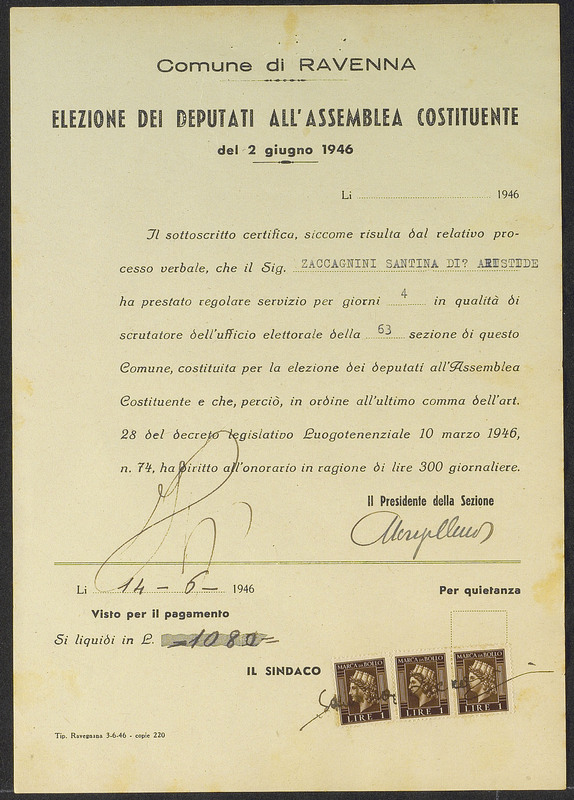 Comune di RAVENNA
ELEZIONE DEI DEPUTATI ALL'ASSEMBLEA COSTITUENTE
del 2 giugno 1946
Li 1946
Il sottoscritto certifica, siccome risulta dal relativo pro-
cesso verbale, che il Sig. ZACCAGNINI SANTINA DI? ARISTIDE
ha prestato regolare servizio per giorni 4 in qualità di
scrutatore dell'ufficio elettorale della 63 sezione di questo
Comune, costituita per la elezione dei deputati all'Assemblea
Costituente e che, perciò, in ordine all'ultimo comma dell'art.
28 del decreto legislativo Luogotenenziale 10 marzo 1946,
n. 74, ha diritto all'onorario in ragione di lire 300 giornaliere.
Il Presidente della Sezione
Li 14 - 6 - 1946
Per quietanza
Visto per il pagamento
Si liquidi in £. =1080=
IL SINDACO
MARCA DA BOLLO MARCA DA BOLLO MARCA DA BOLLO
LIRE 1 LIRE 1 LIRE 1
Tip. Ravegnana 3-6-46 - copie 220